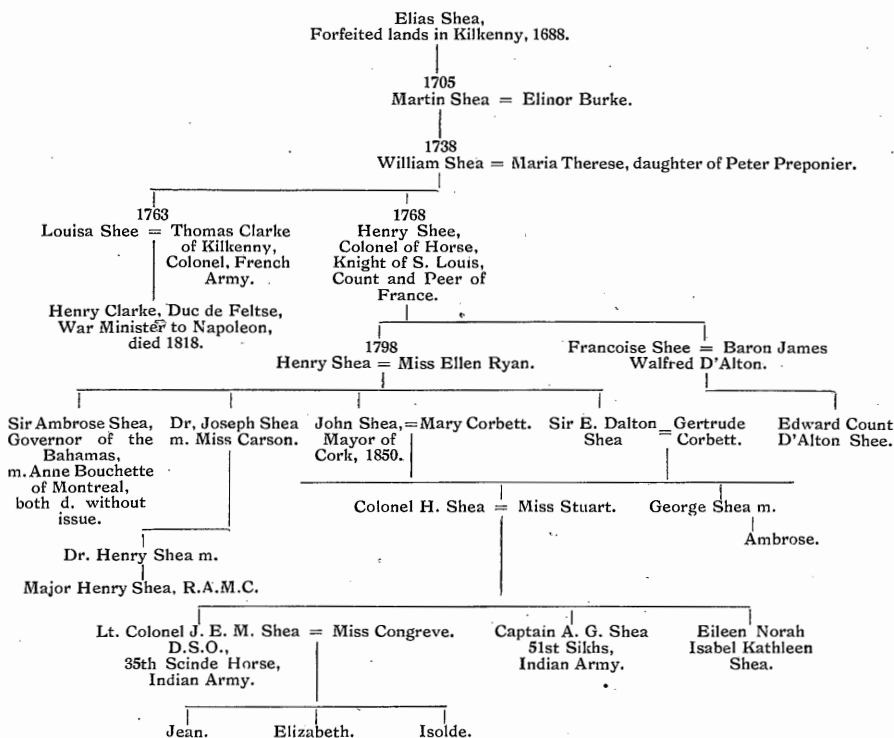 Elias Shea,
Forfeited lands in Kilkenny, 1688.
1705
Martin Shea = Elinor Burke.
1738
William Shea = Maria Therese, daughter of Peter Preponier.
1763
Louisa Shee = Thomas Clarke
of Kilkenny,
Colonel, French
Army.
1768
Henry Shee,
Colonel of Horse,
Knight of S. Louis,
Count and Peer of
France.
Henry Clarke, Duc de Feltse,
War Minister to Napoleon,
died 1818.
1798
Henry Shea = Miss Ellen Ryan.
Francoise Shee = Baron James
Walfred D'Alton.
Sir Ambrose Shea,
Governor of the
Bahamas,
m. Anne Bouchette
of Montreal,
both d. without
issue.
Dr, Joseph Shea
m. Miss Carson.
John Shea, = Mary Corbett.
Mayor of
Cork, 1850.
Sir E. Dalton = Gertrude
Shea Corbett.
Edward Count
D'Alton Shee.
Colonel H. Shea = Miss Stuart.
George Shea m.
Ambrose.
Dr. Henry Shea m.
Major Henry Shea, R.A.M.C.
Lt. Colonel J. E. M. Shea = Miss Congreve.
D.S.O.,
35th Scinde Horse,
Indian Army.
Captain A. G. Shea
51st Sikhs,
Indian Army.
Eileen Norah
Isabel Kathleen
Shea.
Jean. Elizabeth. Isolde.